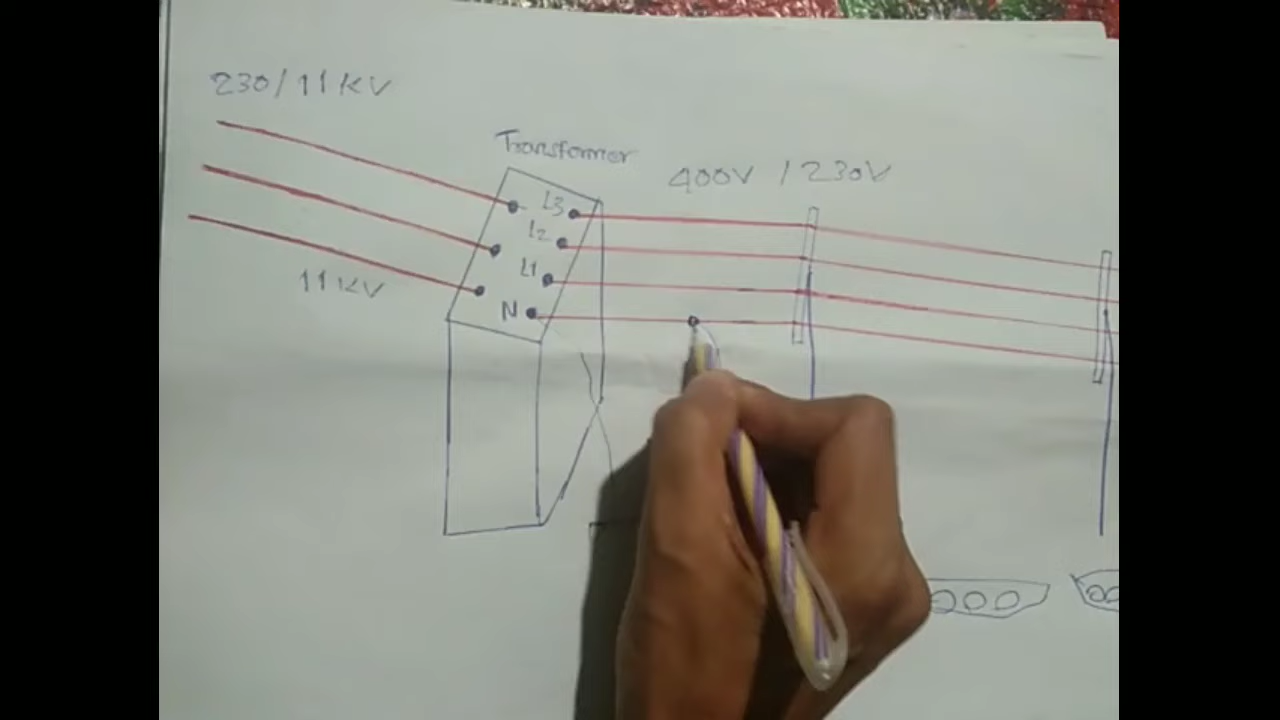 230/11KV
Transformer
400V /230V
L3
L2
L1
11KV
N